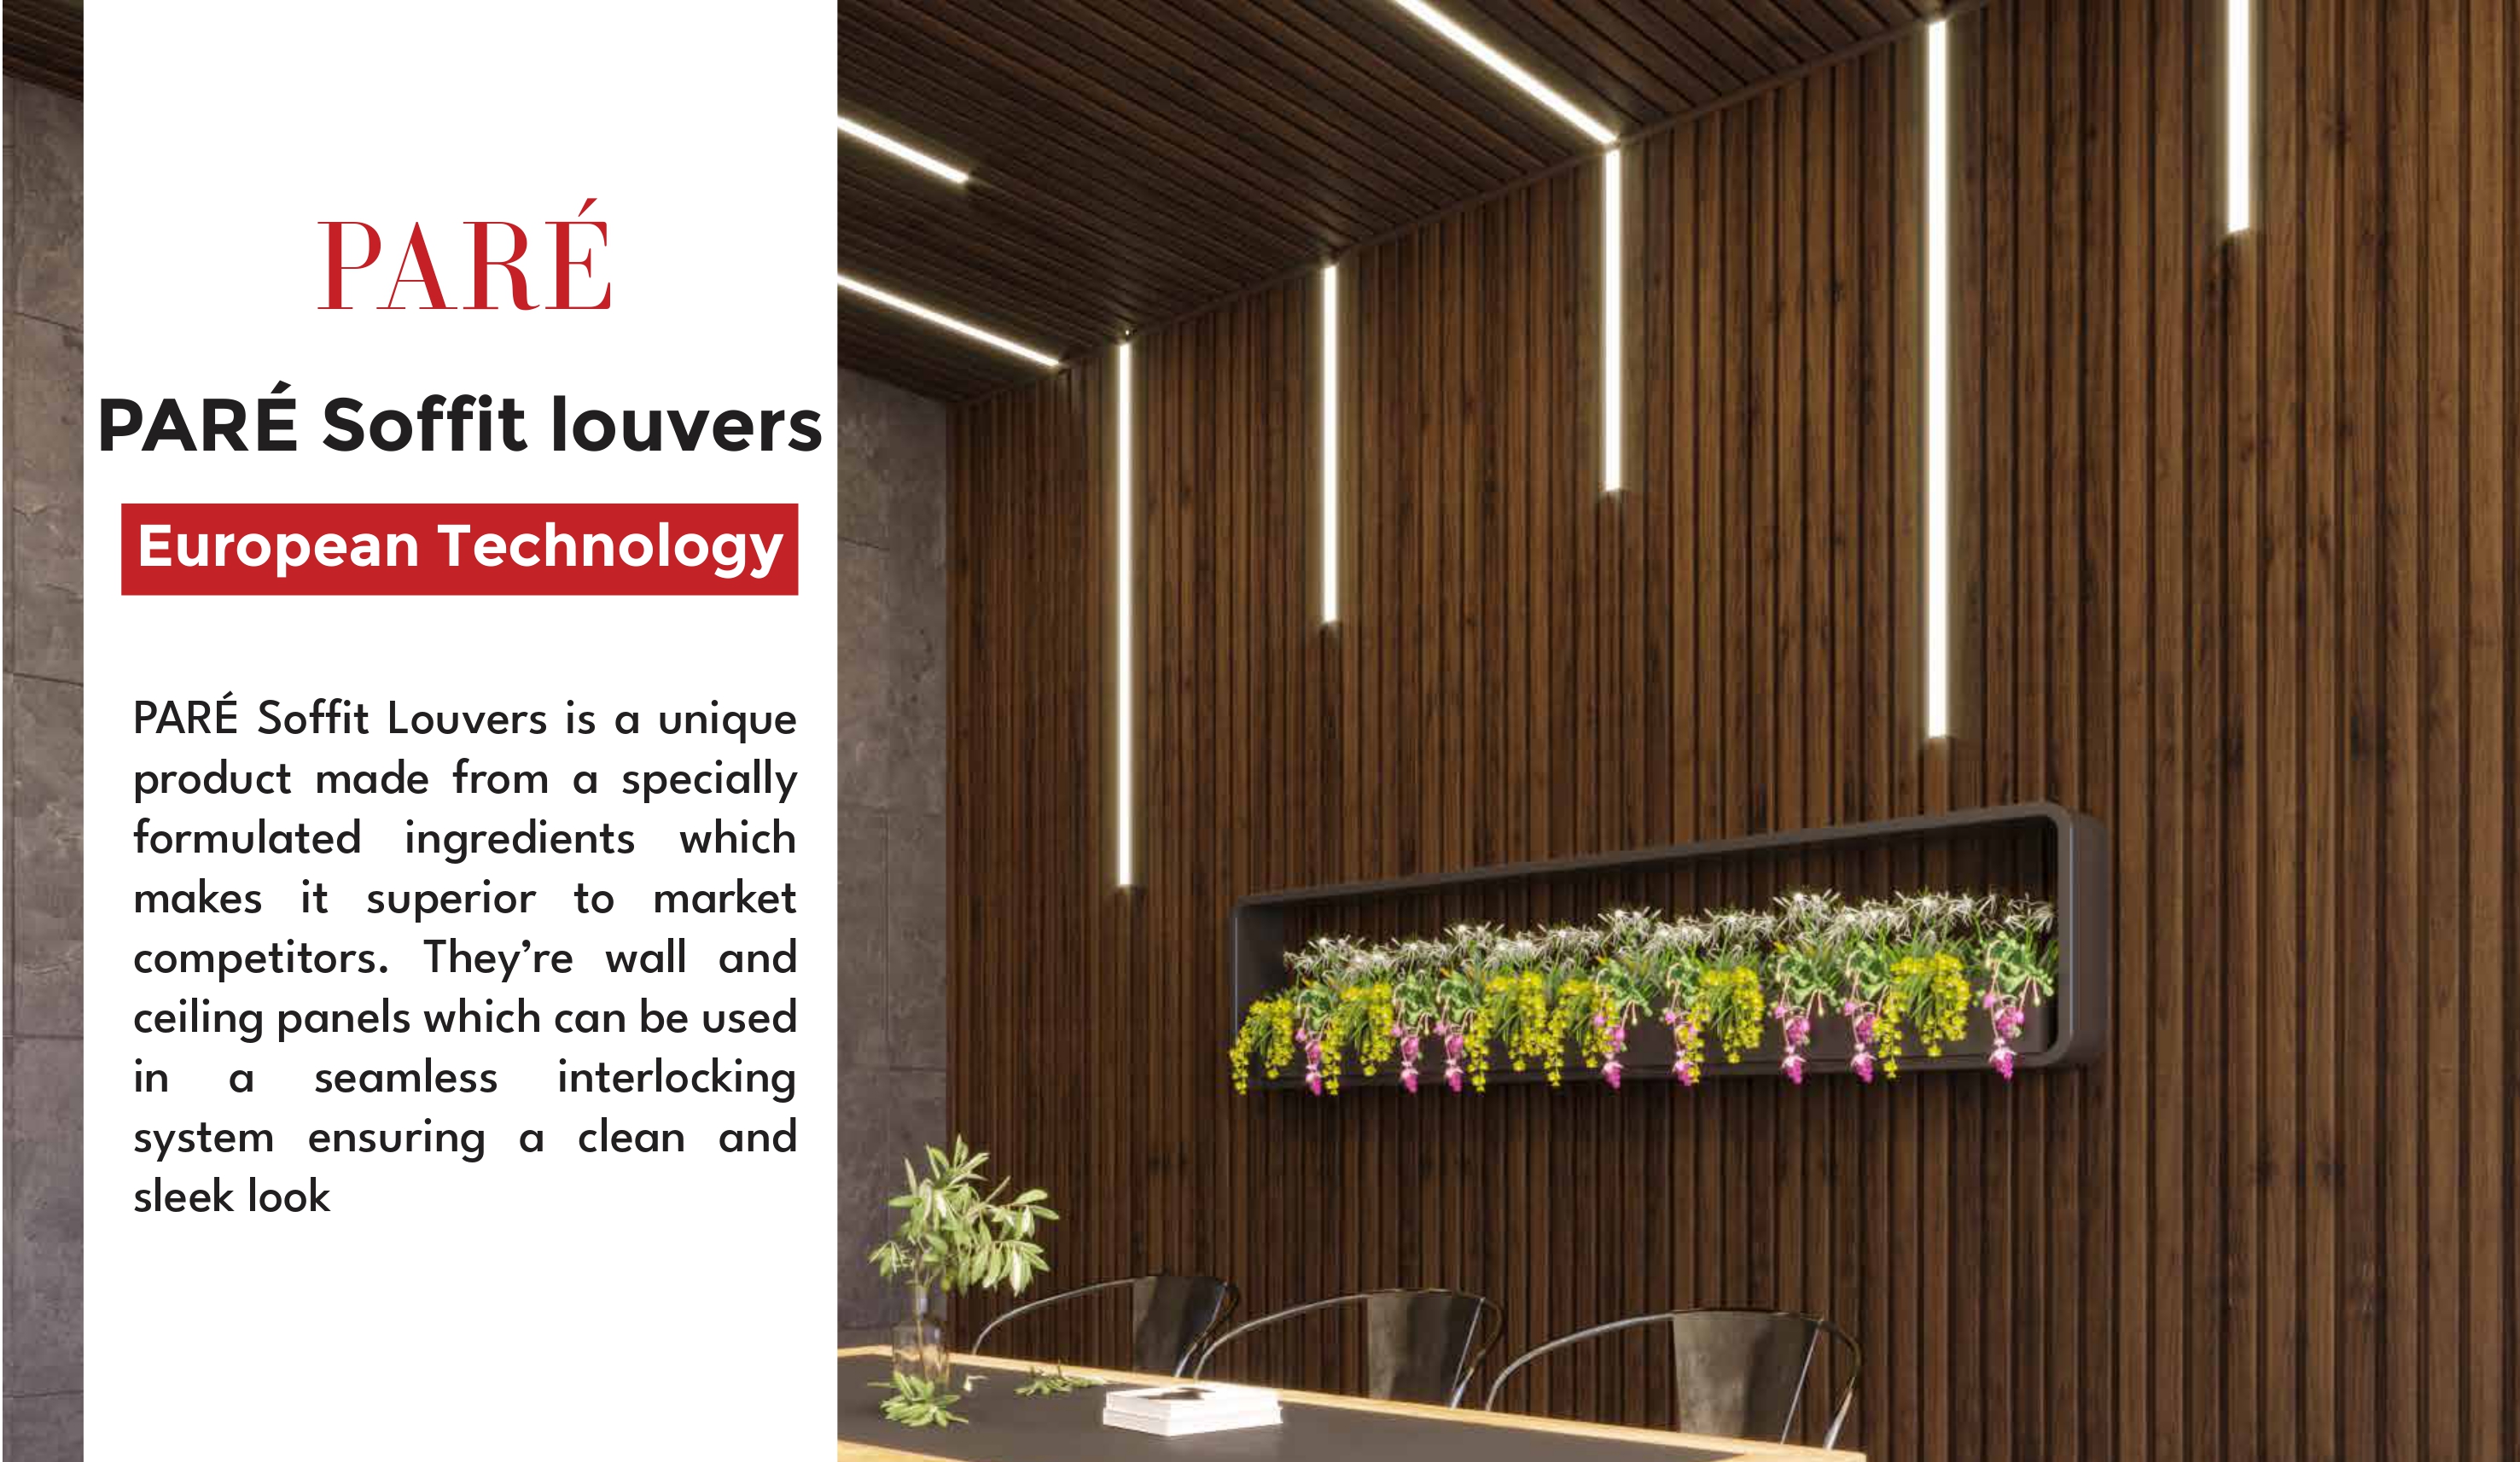 PARÉ
PARÉ Soffit louvers
European Technology
PARÉ Soffit Louvers is a unique
product made from a specially
formulated ingredients which
makes it superior to market
competitors. They’re wall and
ceiling panels which can be used
in a seamless interlocking
system ensuring a clean and
sleek look